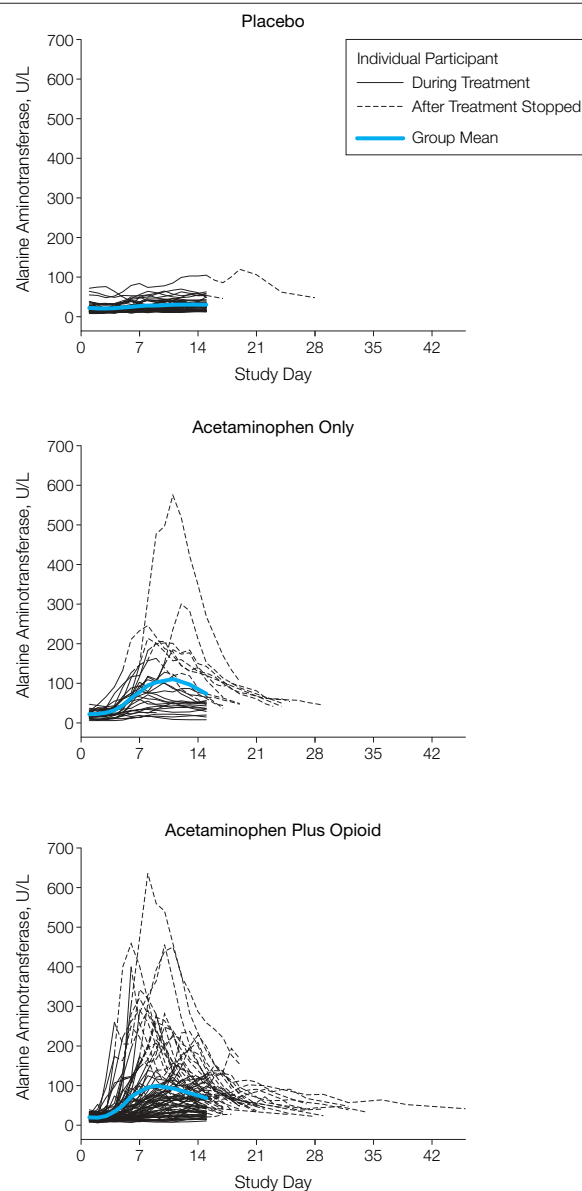 Placebo
Alanine Aminotransferase, U/L
700
600
500
400
300
200
100
0
Individual Participant
During Treatment
After Treatment Stopped
Group Mean
0 7 14 21 28 35 42
Study Day
Acetaminophen Only
Alanine Aminotransferase, U/L
700
600
500
400
300
200
100
0
0 7 14 21 28 35 42
Study Day
Acetaminophen Plus Opioid
Alanine Aminotransferase, U/L
700
600
500
400
300
200
100
0
0 7 14 21 28 35 42
Study Day